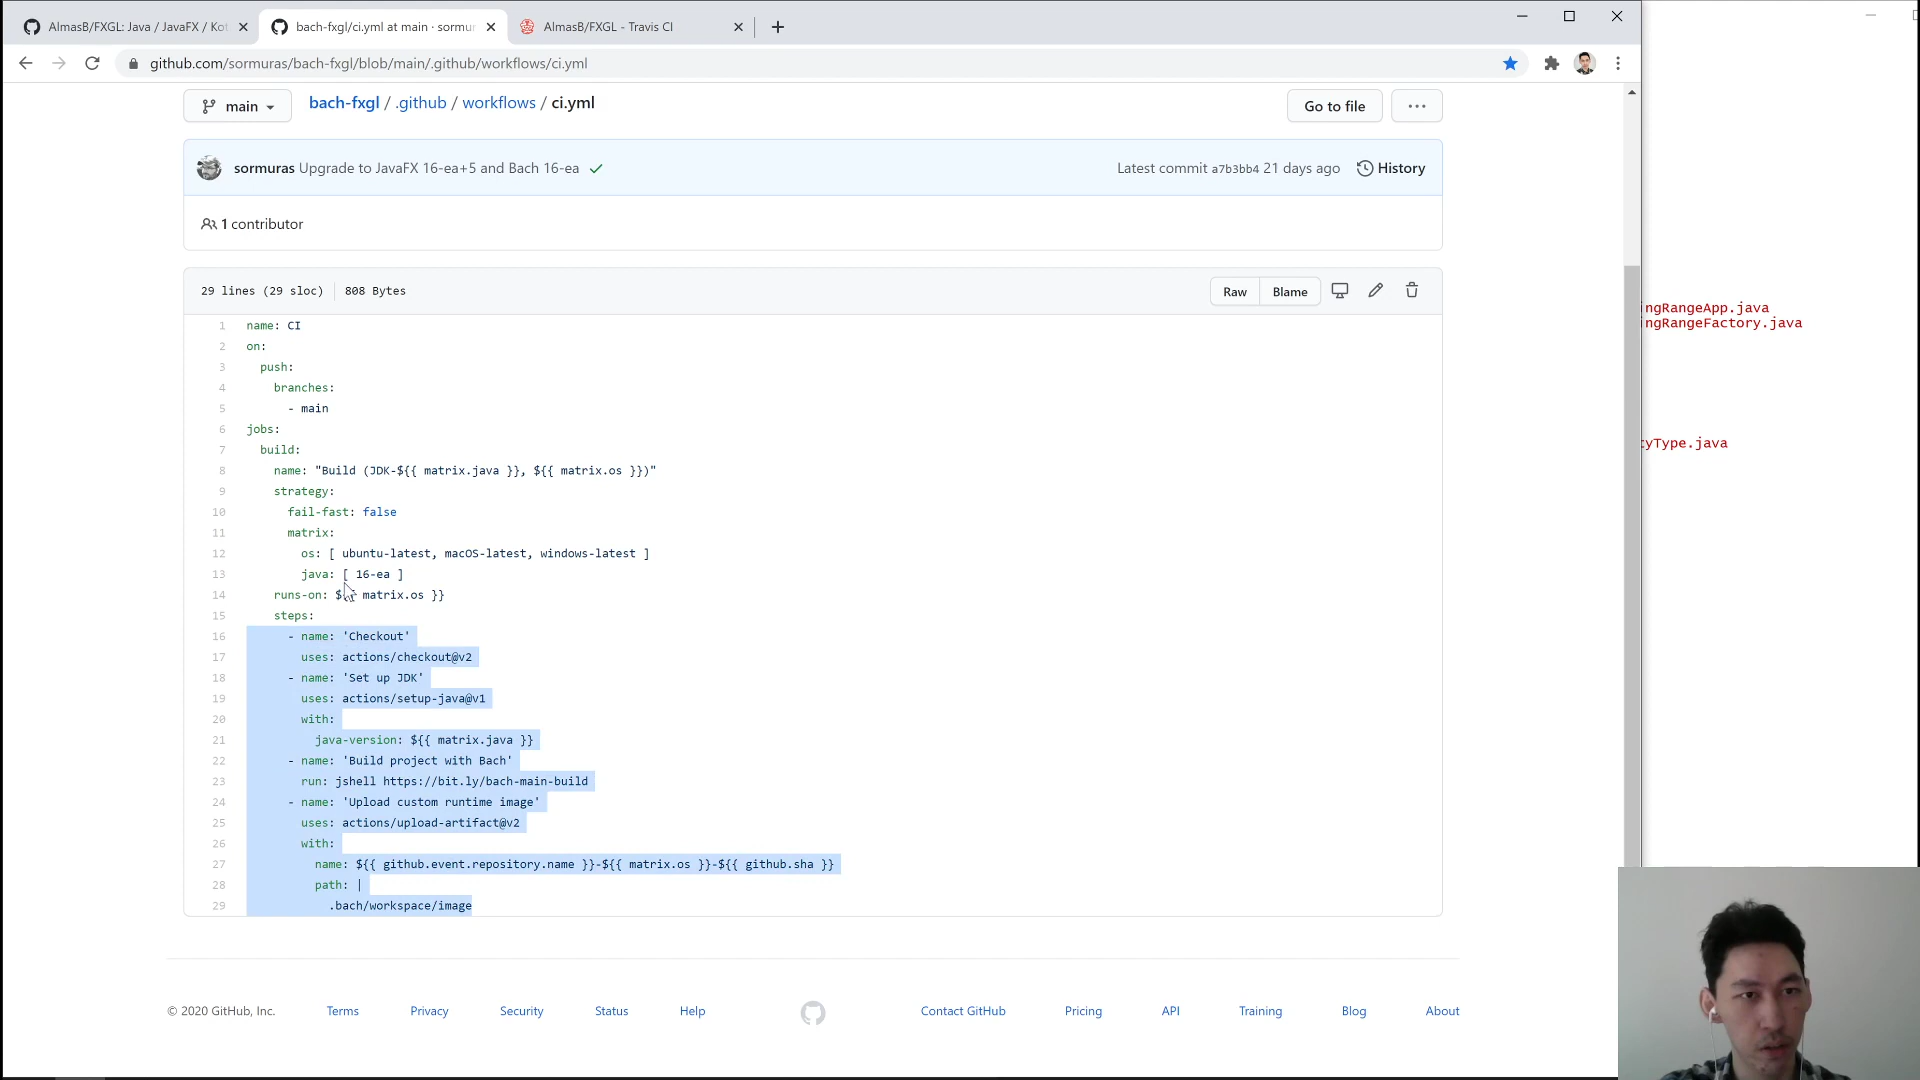 AlmasB/FXGL: Java / JavaFX / Kot
bach-fxgl/ci.yml at main · sormur
AlmasB/FXGL - Travis CI
github.com/sormuras/bach-fxgl/blob/main/.github/workflows/ci.yml
main
bach-fxgl / .github / workflows / ci.yml
Go to file
sormuras Upgrade to JavaFX 16-ea+5 and Bach 16-ea
Latest commit a7b3bb4 21 days ago
History
1 contributor
29 lines (29 sloc)
808 Bytes
Raw
Blame
ngRangeApp.java
ngRangeFactory.java
tyType.java
1 name: CI
2 on:
3 push:
4 branches:
5 - main
6 jobs:
7 build:
8 name: "Build (JDK-${{ matrix.java }}, ${{ matrix.os }})"
9 strategy:
10 fail-fast: false
11 matrix:
12 os: [ ubuntu-latest, macOS-latest, windows-latest ]
13 java: [ 16-ea ]
14 runs-on: ${{ matrix.os }}
15 steps:
16 - name: 'Checkout'
17 uses: actions/checkout@v2
18 - name: 'Set up JDK'
19 uses: actions/setup-java@v1
20 with:
21 java-version: ${{ matrix.java }}
22 - name: 'Build project with Bach'
23 run: jshell https://bit.ly/bach-main-build
24 - name: 'Upload custom runtime image'
25 uses: actions/upload-artifact@v2
26 with:
27 name: ${{ github.event.repository.name }}-${{ matrix.os }}-${{ github.sha }}
28 path: |
29 .bach/workspace/image
© 2020 GitHub, Inc.
Terms
Privacy
Security
Status
Help
Contact GitHub
Pricing
API
Training
Blog
About